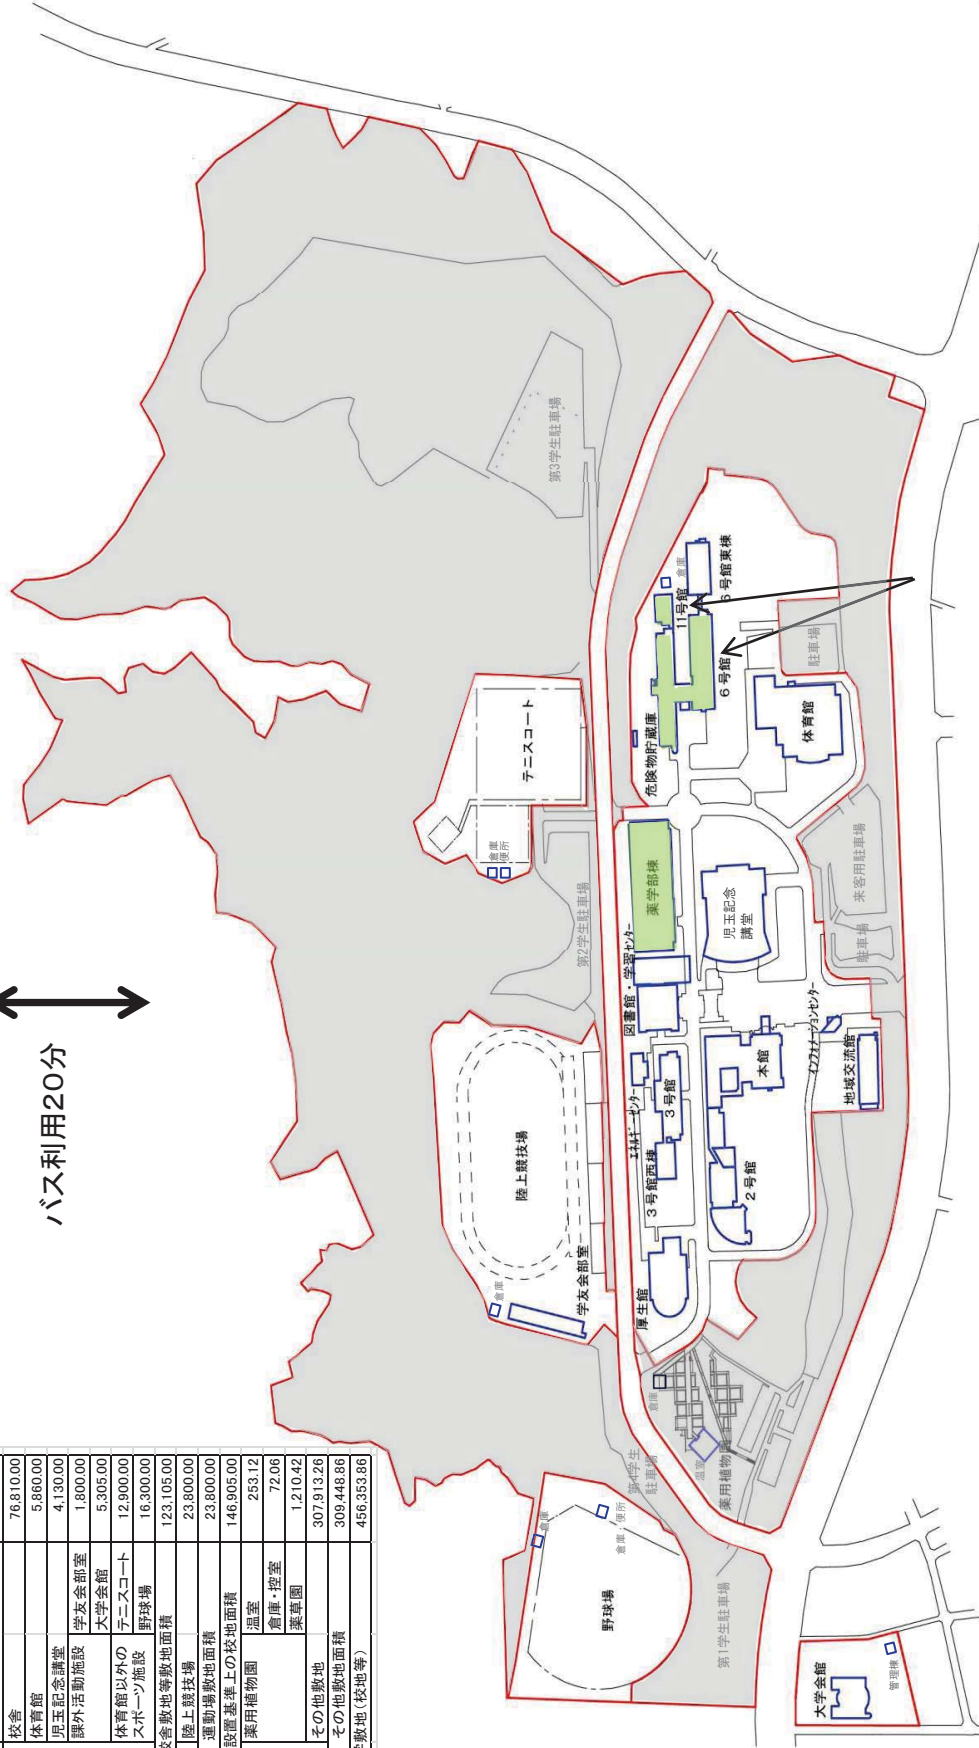 バス利用20分
校舎 76,810.00
体育館 5,860.00
児玉記念講堂 4,130.00
課外活動施設 学友会部室 1,800.00
大学会館 5,305.00
体育館以外の テニスコート 12,900.00
スポーツ施設 野球場 16,300.00
舎敷地等敷地面積 123,105.00
陸上競技場 23,800.00
運動場敷地面積 23,800.00
設置基準上の校地面積 146,905.00
薬用植物園 温室 253.12
倉庫・控室 72.06
薬草園 1,210.42
その他敷地 307,913.26
その他敷地面積 309,448.86
敷地(校地等) 456,353.86
第3学生駐車場
テニスコート
倉庫
便所
第2学生駐車場
陸上競技場
倉庫
学友会部室
倉庫
野球場
倉庫・便所
第4学生
駐車場
第1学生駐車場
大学会館
管理棟
11号館
倉庫
6号館東棟
6号館
危険物貯蔵庫
駐車場
体育館
薬学部棟
児玉記念
講堂
来客用駐車場
駐車場
図書館・学習センター
エネルギーセンター
3号館
3号館西棟
本館
インフォメーションセンター
地域交流館
2号館
厚生館
倉庫
温室
薬用植物園